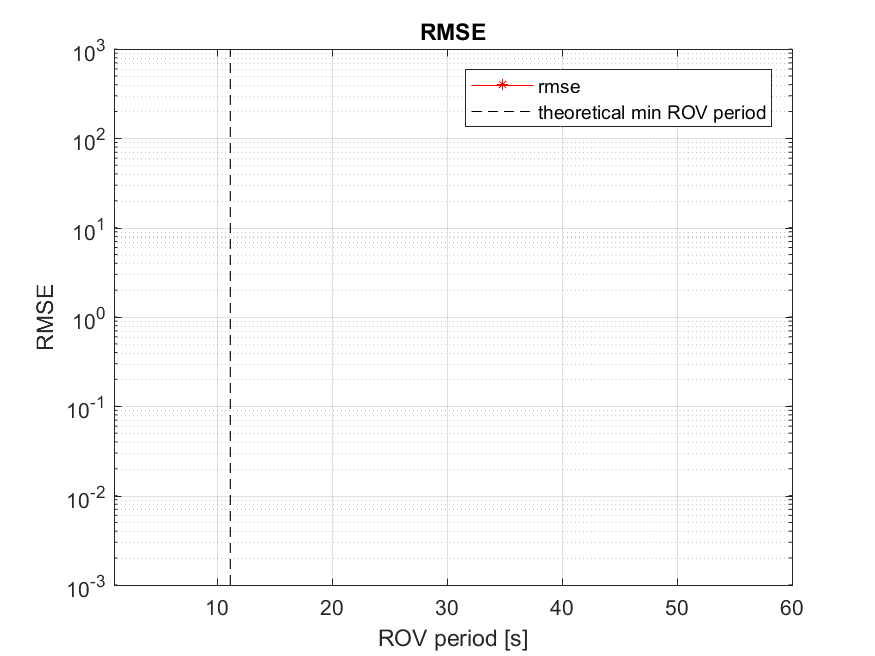 RMSE
10^3
10^2
10^1
10^0
10^-1
10^-2
10^-3
RMSE
rmse
theoretical min ROV period
10 20 30 40 50 60
ROV period [s]